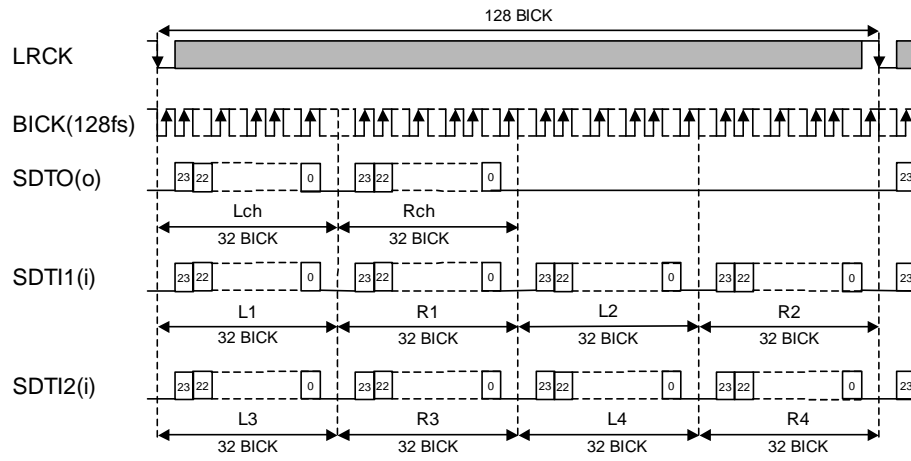 128 BICK
LRCK
BICK(128fs)
SDTO(o)
23 22 0 23 22 0 23
Lch Rch
32 BICK 32 BICK
SDTI1(i)
23 22 0 23 22 0 23 22 0 23 22 0 23
L1 R1 L2 R2
32 BICK 32 BICK 32 BICK 32 BICK
SDTI2(i)
23 22 0 23 22 0 23 22 0 23 22 0 23
L3 R3 L4 R4
32 BICK 32 BICK 32 BICK 32 BICK